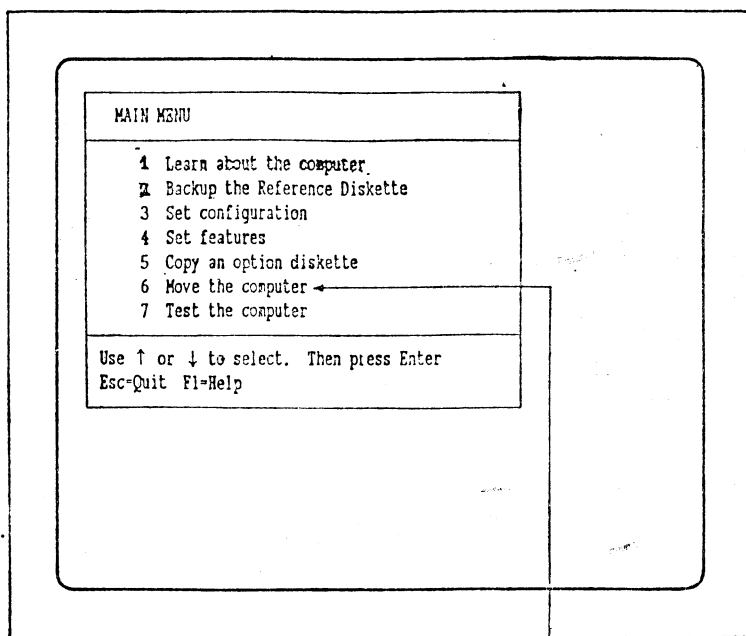 MAIN MENU
1 Learn about the computer
2 Backup the Reference Diskette
3 Set configuration
4 Set features
5 Copy an option diskette
6 Move the computer
7 Test the computer
Use ↑ or ↓ to select. Then press Enter
Esc=Quit F1=Help